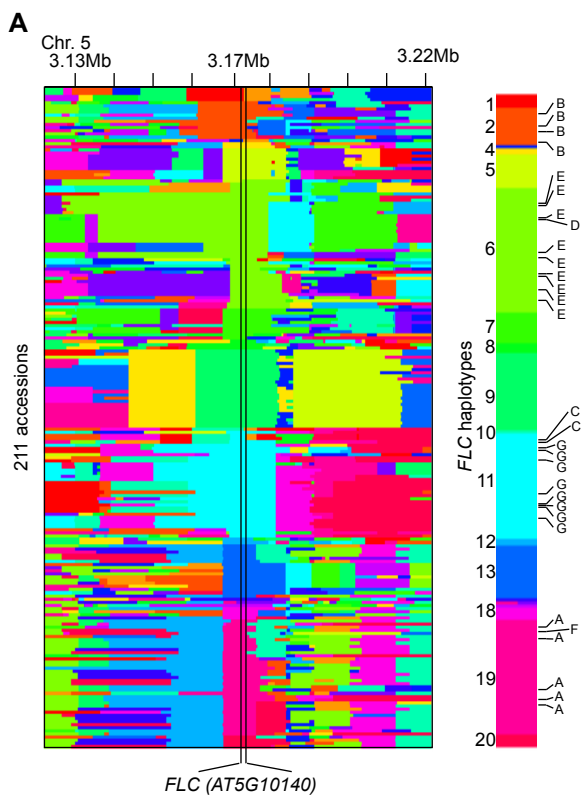 A
Chr. 5
3.13Mb 3.17Mb 3.22Mb
211 accessions
FLC (AT5G10140)
FLC haplotypes
1
2
4
5
6
7
8
9
10
11
12
13
18
19
20
B
B
B
B
E
E
E
D
E
E
E
E
E
E
C
C
G
G
G
G
G
G
G
G
A
F
A
A
A
A